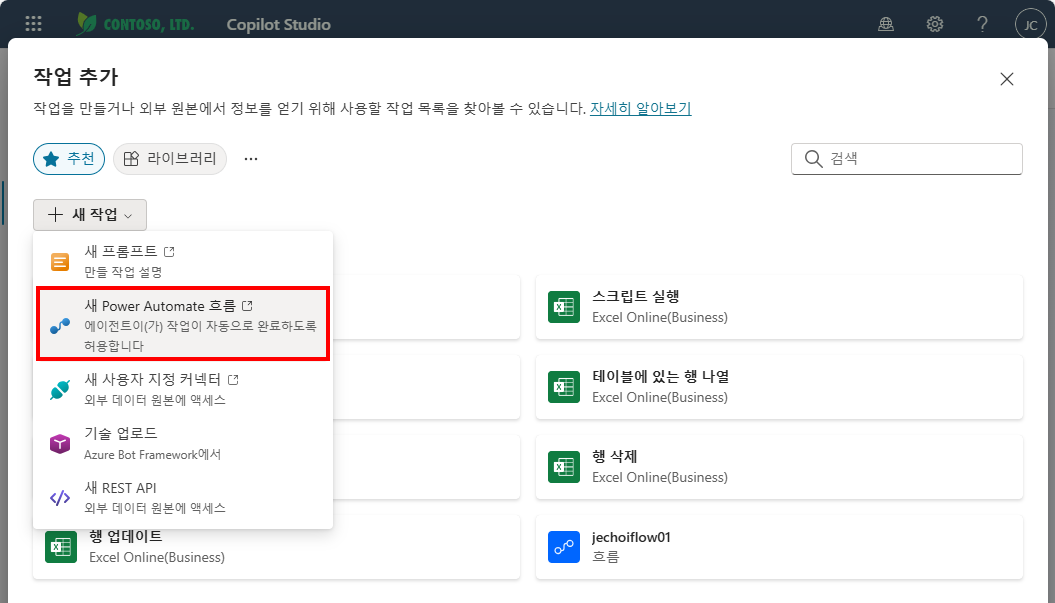 CONTOSO, LTD.
Copilot Studio
?
JC
작업 추가
작업을 만들거나 외부 원본에서 정보를 얻기 위해 사용할 작업 목록을 찾아볼 수 있습니다. 자세히 알아보기
추천
라이브러리
...
검색
새 작업
새 프롬프트
만들 작업 설명
새 Power Automate 흐름
에이전트이(가) 작업이 자동으로 완료하도록
허용합니다
새 사용자 지정 커넥터
외부 데이터 원본에 액세스
기술 업로드
Azure Bot Framework에서
새 REST API
외부 데이터 원본에 액세스
스크립트 실행
Excel Online(Business)
테이블에 있는 행 나열
Excel Online(Business)
행 삭제
Excel Online(Business)
행 업데이트
Excel Online(Business)
jechoiflow01
흐름